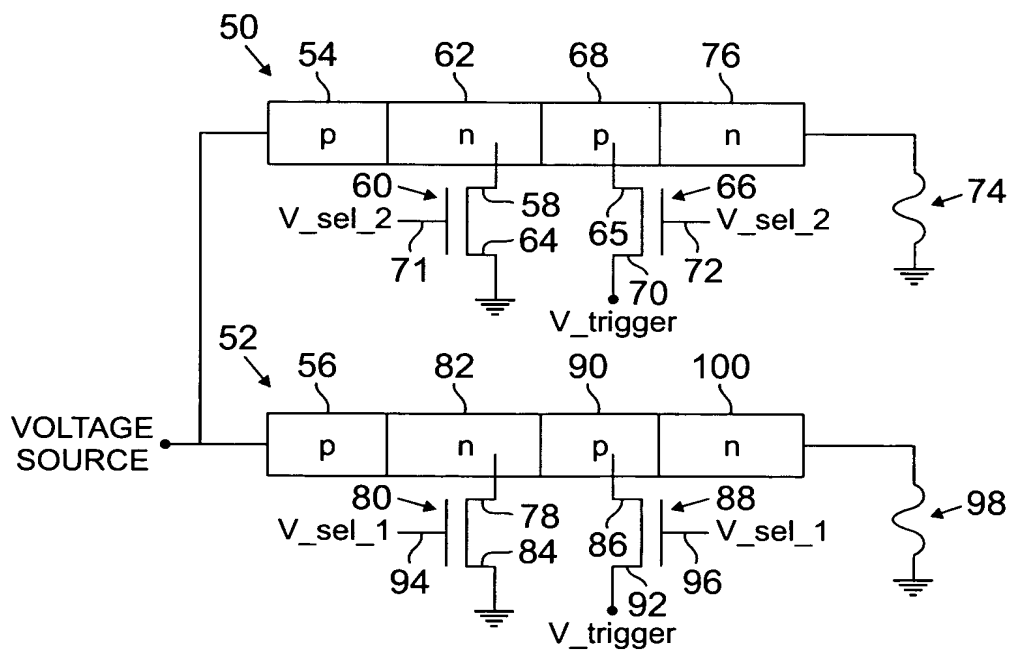 50 54 62 68 76
p n p n
60 58 66 74
V_sel_2 64 65 V_sel_2
71 70 72
V_trigger
52 56 82 90 100
VOLTAGE
SOURCE
p n p n
80 78 88 98
V_sel_1 84 86 V_sel_1
94 92 96
V_trigger